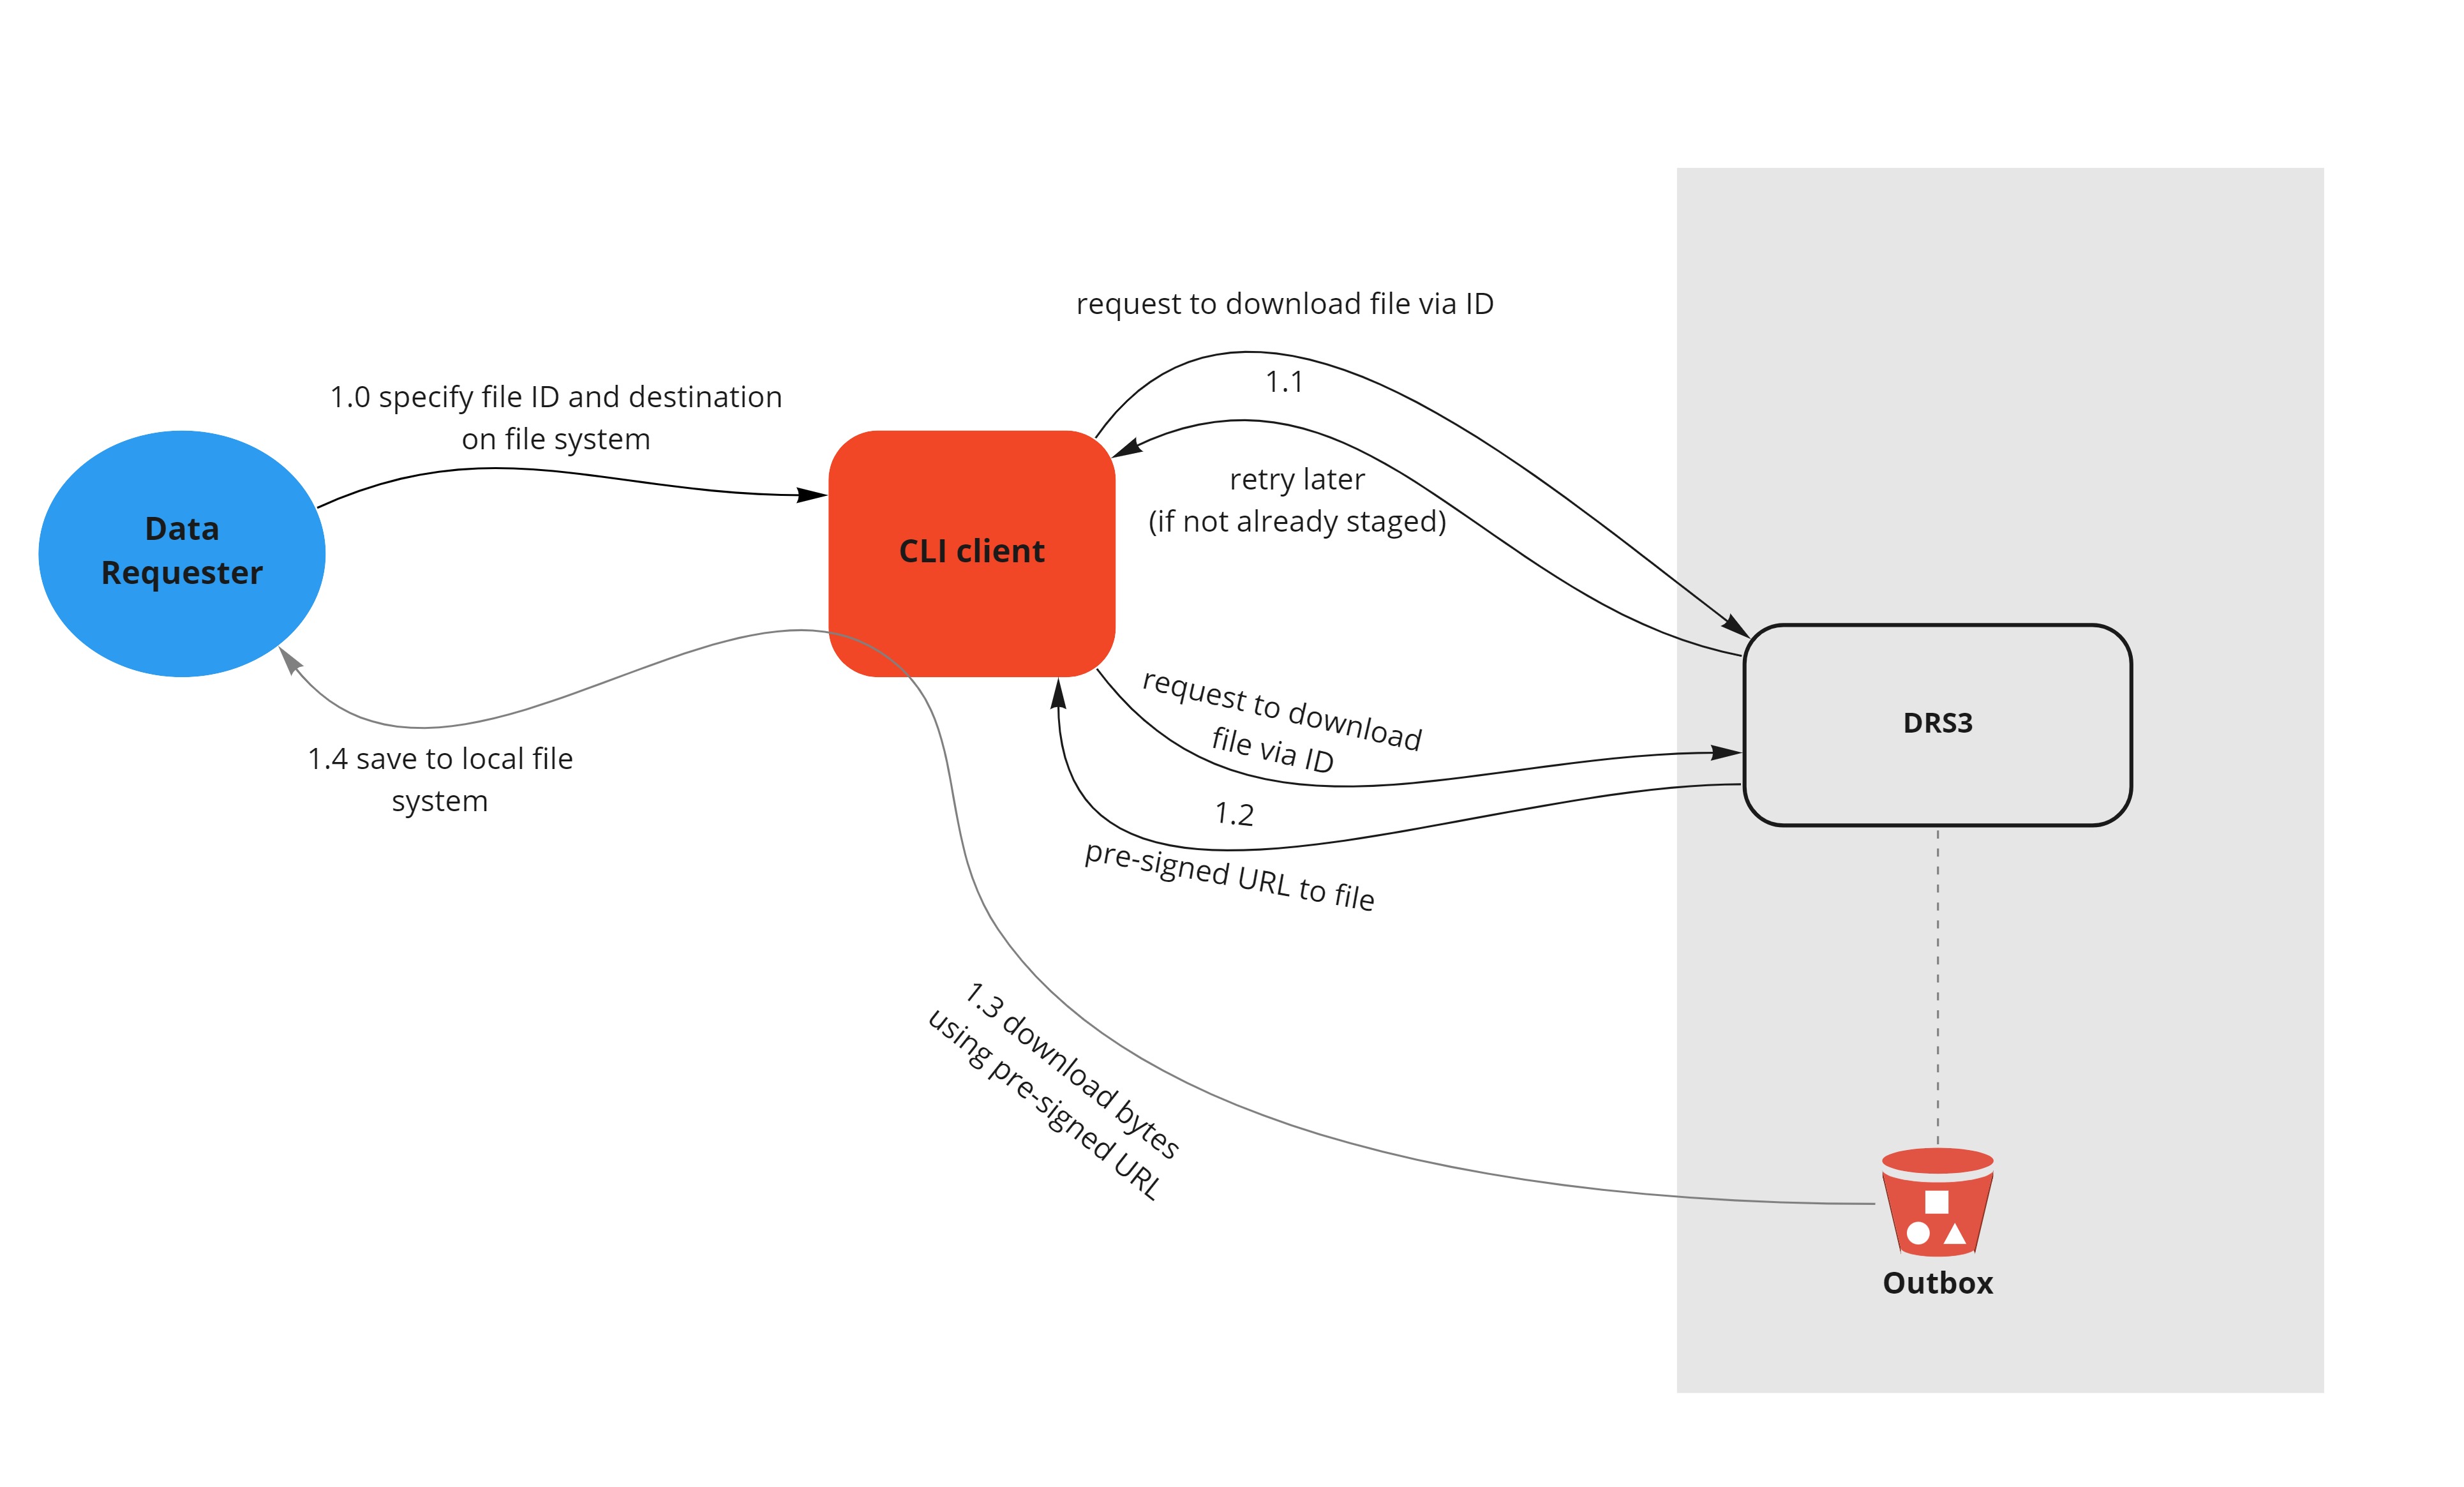 request to download file via ID
1.1
1.0 specify file ID and destination
on file system
retry later
(if not already staged)
Data
Requester
CLI client
request to download
file via ID
DRS3
1.4 save to local file
system
1.2
pre-signed URL to file
1.3 download bytes
using pre-signed URL
Outbox